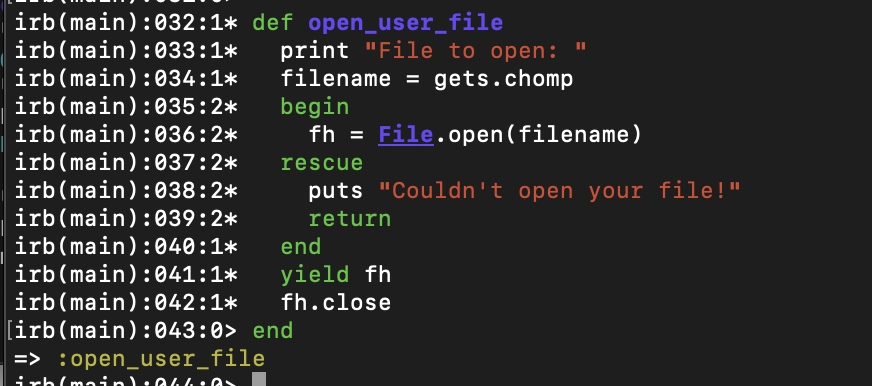 irb(main):032:1* def open_user_file
irb(main):033:1*   print "File to open: "
irb(main):034:1*   filename = gets.chomp
irb(main):035:2*   begin
irb(main):036:2*     fh = File.open(filename)
irb(main):037:2*   rescue
irb(main):038:2*     puts "Couldn't open your file!"
irb(main):039:2*     return
irb(main):040:1*   end
irb(main):041:1*   yield fh
irb(main):042:1*   fh.close
[irb(main):043:0> end
=> :open_user_file
irb(main):044:0>